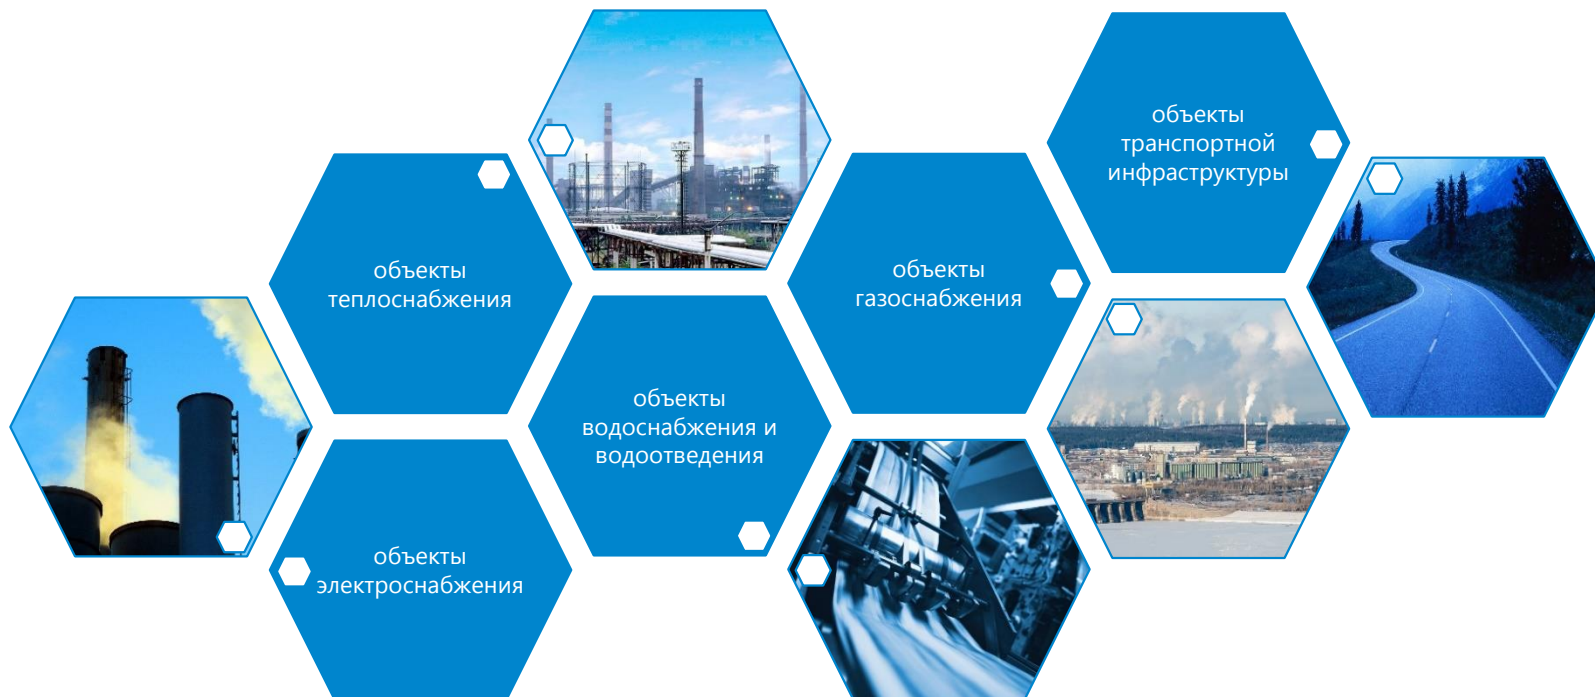 объекты
теплоснабжения
объекты
электроснабжения
объекты
водоснабжения и
водоотведения
объекты
газоснабжения
объекты
транспортной
инфраструктуры